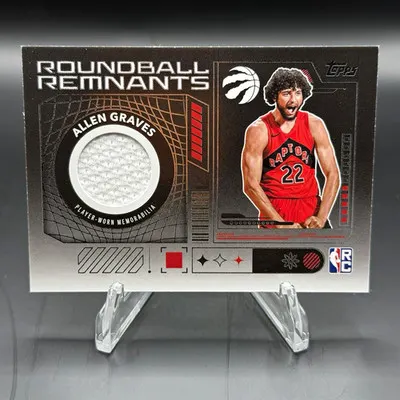 ROUNDBALL
REMNANTS
Topps
ALLEN GRAVES
PLAYER-WORN MEMORABILIA
RAPTORS
22
RC